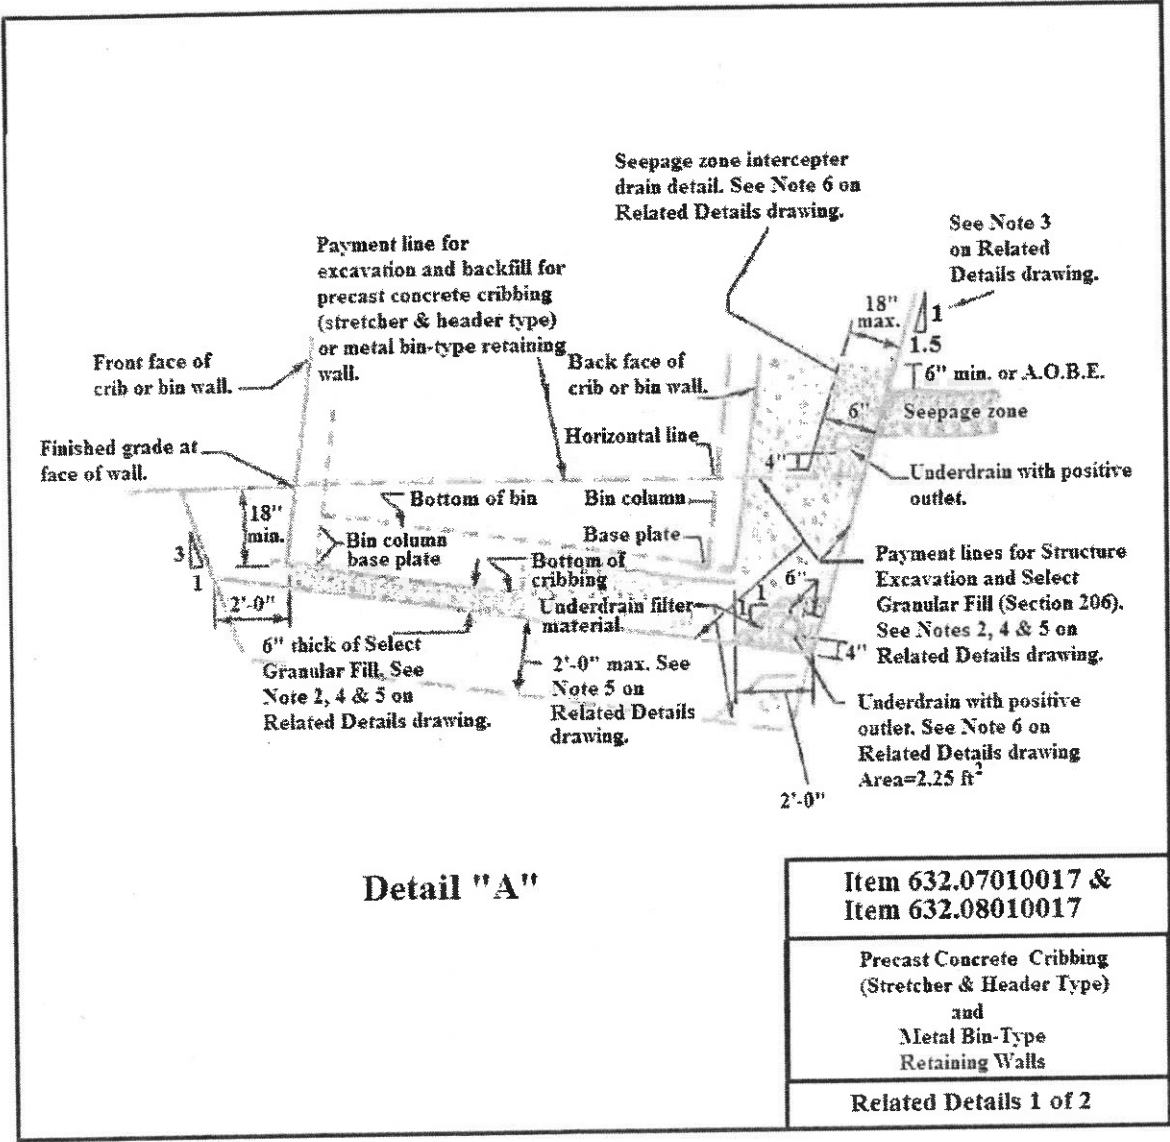 Seepage zone intercepter
drain detail. See Note 6 on
Related Details drawing.
See Note 3
on Related
Details drawing.
Payment line for
excavation and backfill for
precast concrete cribbing
(stretcher & header type)
or metal bin-type retaining
wall.
18"
max.
1
1.5
Front face of
crib or bin wall.
Back face of
crib or bin wall.
6" min. or A.O.B.E.
6"
Seepage zone
Finished grade at
face of wall.
Horizontal line
4"
Underdrain with positive
outlet.
18"
min.
Bottom of bin
Bin column
3
1
Bin column
base plate
Base plate
Bottom of
cribbing
Payment lines for Structure
Excavation and Select
Granular Fill (Section 206).
See Notes 2, 4 & 5 on
Related Details drawing.
2'-0"
Underdrain filter
material.
1
1
6"
4"
6" thick of Select
Granular Fill, See
Note 2, 4 & 5 on
Related Details drawing.
2'-0" max. See
Note 5 on
Related Details
drawing.
Underdrain with positive
outlet. See Note 6 on
Related Details drawing
Area=2.25 ft²
2'-0"
Detail "A"
Item 632.07010017 &
Item 632.08010017
Precast Concrete Cribbing
(Stretcher & Header Type)
and
Metal Bin-Type
Retaining Walls
Related Details 1 of 2